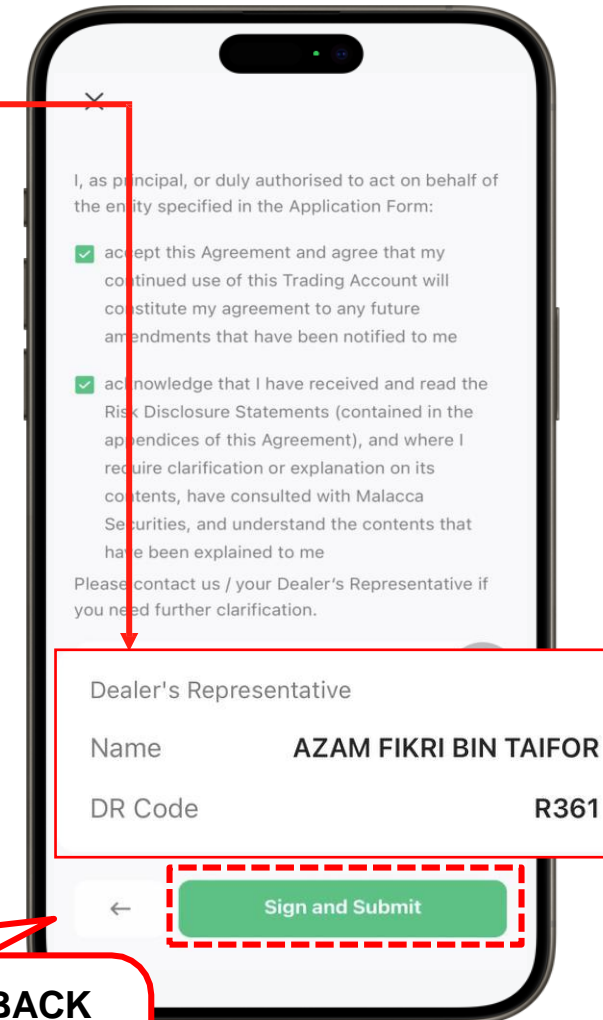 I, as principal, or duly authorised to act on behalf of
the entity specified in the Application Form:
accept this Agreement and agree that my
continued use of this Trading Account will
constitute my agreement to any future
amendments that have been notified to me
acknowledge that I have received and read the
Risk Disclosure Statements (contained in the
appendices of this Agreement), and where I
require clarification or explanation on its
contents, have consulted with Malacca
Securities, and understand the contents that
have been explained to me
Please contact us / your Dealer's Representative if
you need further clarification.
Dealer's Representative
Name AZAM FIKRI BIN TAIFOR
DR Code R361
Sign and Submit
BACK